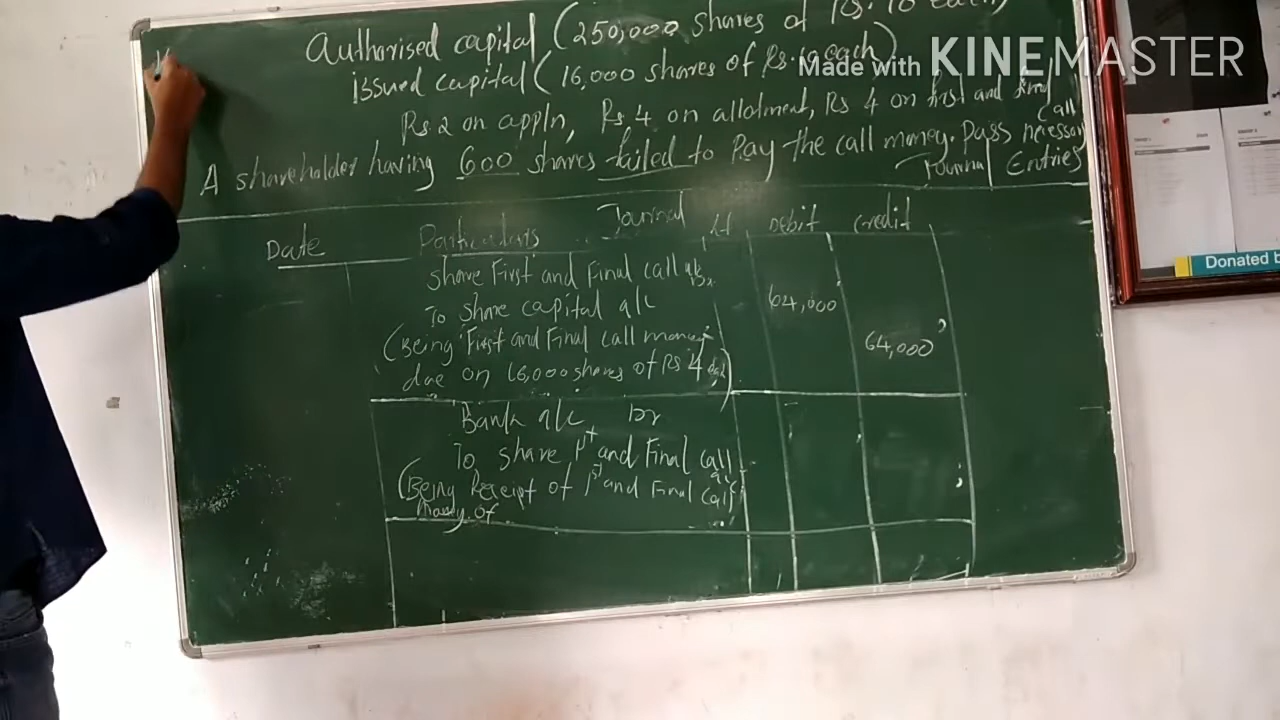 Authorised capital (250,000 shares of Rs. 10 each)
Made with KINEMASTER
Issued capital (16,000 shares of Rs. 10 each)
Rs 2 on appln, Rs 4 on allotment, Rs 4 on first and final
call
A shareholder having 600 shares failed to Pay the call money. Pass necessary
Journal Entries
Journal
Date Particulars Lf Debit Credit
Share First and Final call a/c Dr.
To share capital a/c 64,000
(Being First and Final call money 64,000
due on 16,000 shares of Rs 4
Bank a/c Dr
To share 1st and Final call
a/c
(Being Receipt of 1st and Final Call
money of
Donated b